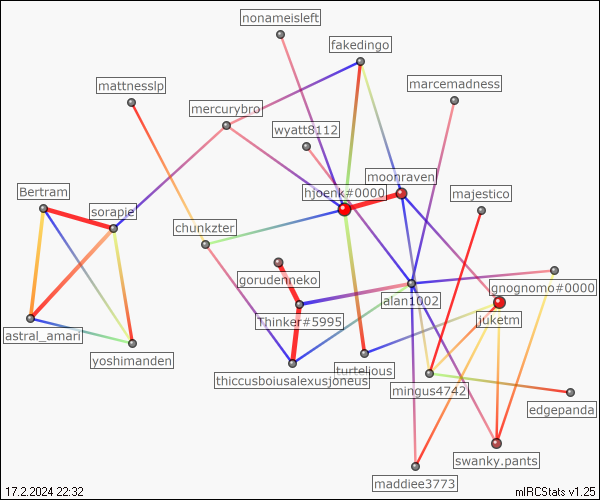 nonameisleft
fakedingo
mattnesslp
marcemadness
mercurybro
wyatt8112
moonraven
Bertram
hjoenk#0000
majestico
sorapie
chunkzter
gorudenneko
gnognomo#0000
alan1002
Thinker#5995
juketm
astral_amari
yoshimanden
turtelious
thiccusboiusalexusjoneus
mingus4742
edgepanda
swanky.pants
maddiee3773
17.2.2024 22:32
mIRCStats v1.25